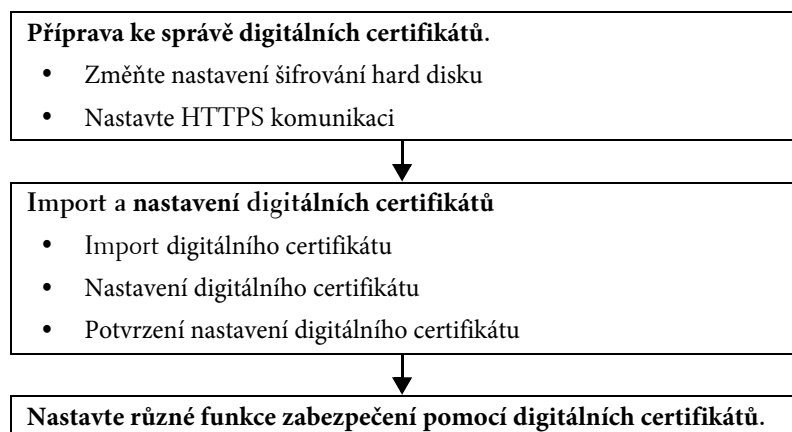 Příprava ke správě digitálních certifikátů.
• Změňte nastavení šifrování hard disku
• Nastavte HTTPS komunikaci
Import a nastavení digitálních certifikátů
• Import digitálního certifikátu
• Nastavení digitálního certifikátu
• Potvrzení nastavení digitálního certifikátu
Nastavte různé funkce zabezpečení pomocí digitálních certifikátů.